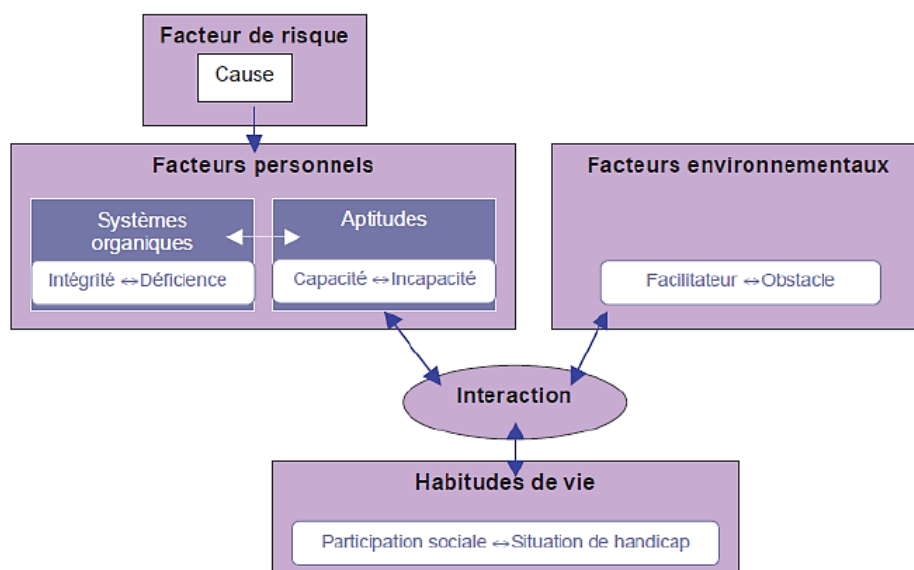 Facteur de risque
Cause
Facteurs personnels
Systèmes
organiques
Intégrité ↔Déficience
Aptitudes
Capacité ↔Incapacité
Facteurs environnementaux
Facilitateur ↔Obstacle
Interaction
Habitudes de vie
Participation sociale ↔Situation de handicap